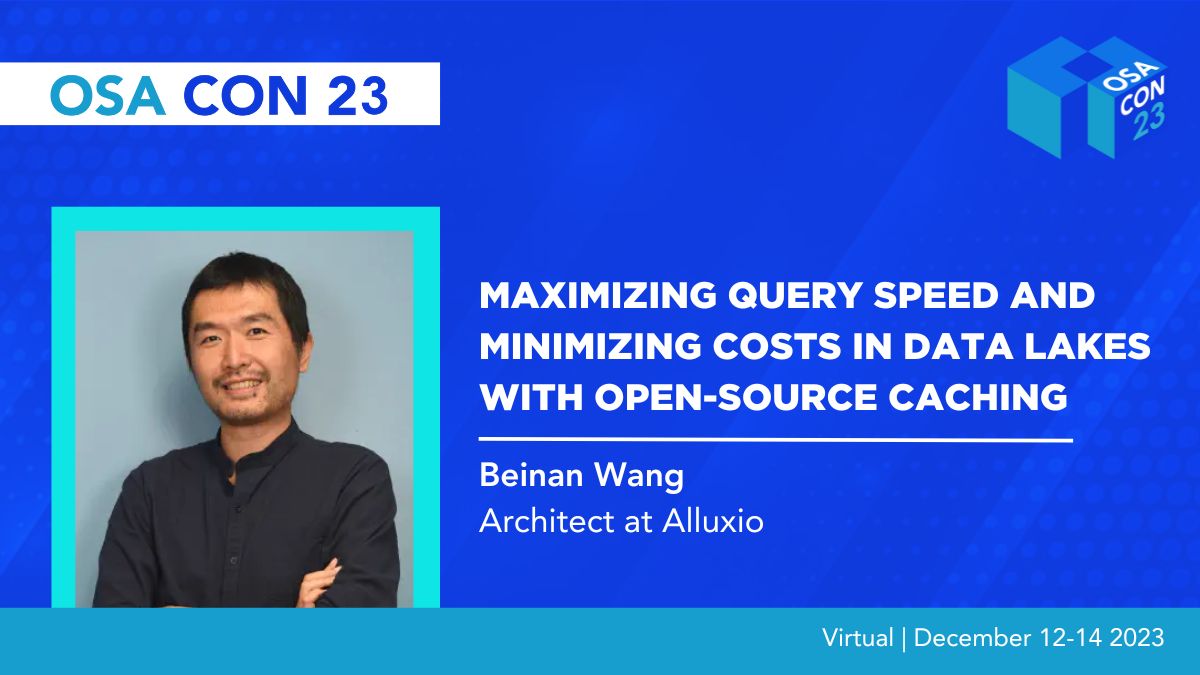 OSA CON 23
OSA
CON
23
MAXIMIZING QUERY SPEED AND
MINIMIZING COSTS IN DATA LAKES
WITH OPEN-SOURCE CACHING
Beinan Wang
Architect at Alluxio
Virtual | December 12-14 2023